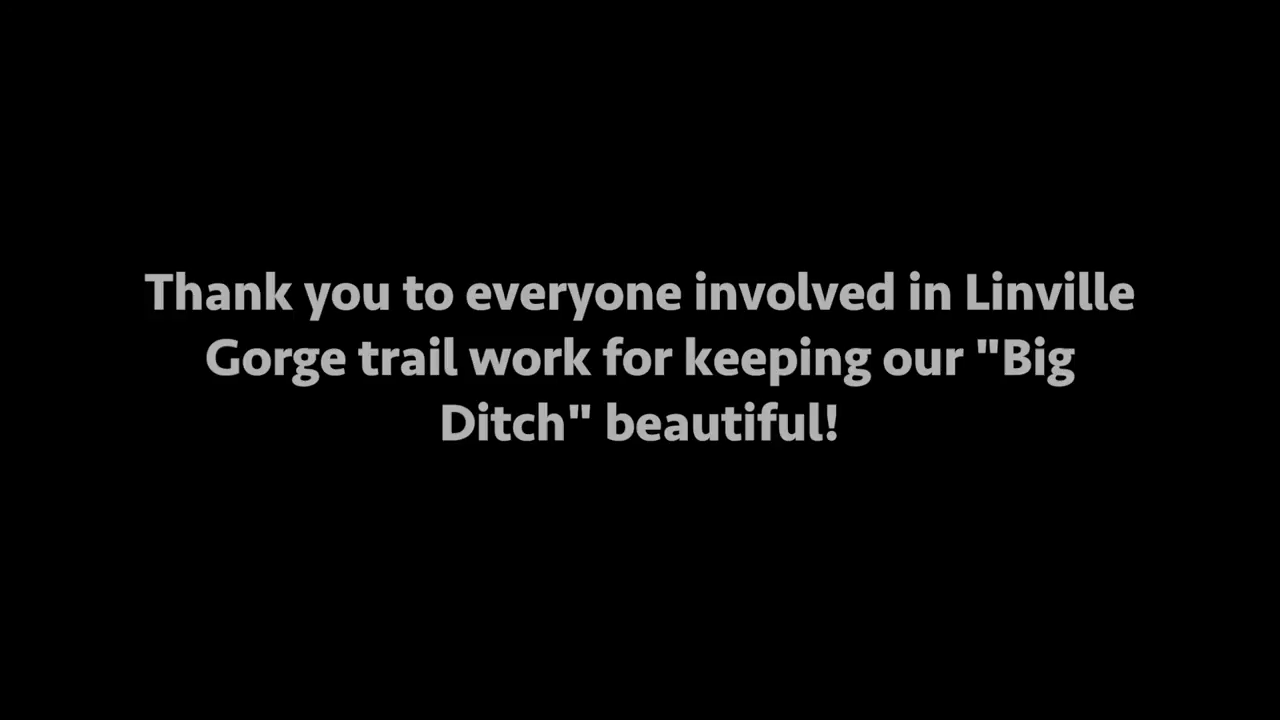 Thank you to everyone involved in Linville
Gorge trail work for keeping our "Big
Ditch" beautiful!